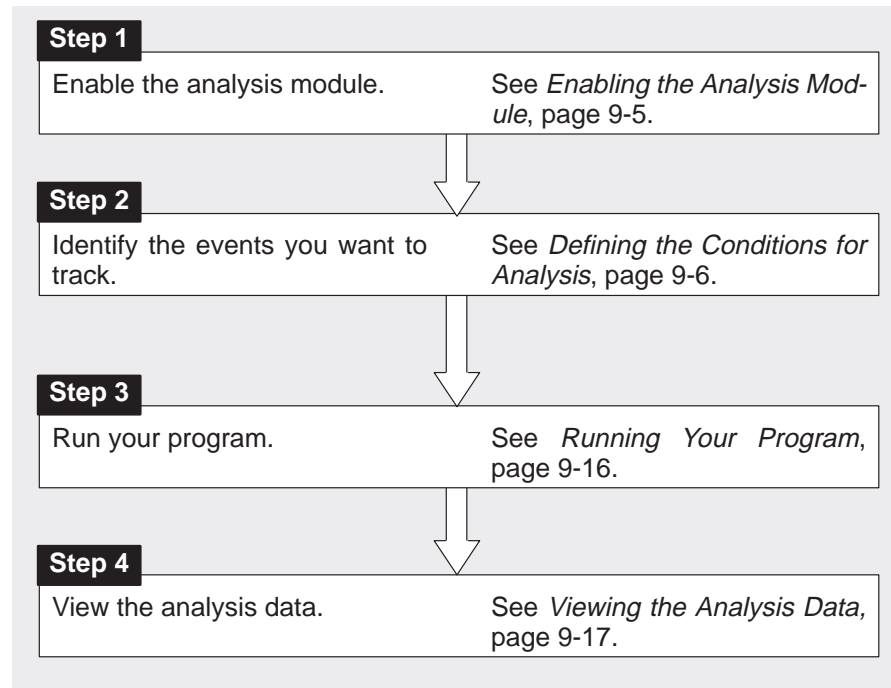 Step 1
Enable the analysis module.
See Enabling the Analysis Mod-
ule, page 9-5.
Step 2
Identify the events you want to
track.
See Defining the Conditions for
Analysis, page 9-6.
Step 3
Run your program.
See Running Your Program,
page 9-16.
Step 4
View the analysis data.
See Viewing the Analysis Data,
page 9-17.